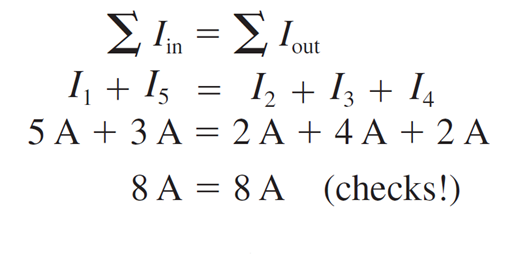 ∑ I_in = ∑ I_out
I_1 + I_5 = I_2 + I_3 + I_4
5 A + 3 A = 2 A + 4 A + 2 A
8 A = 8 A (checks!)